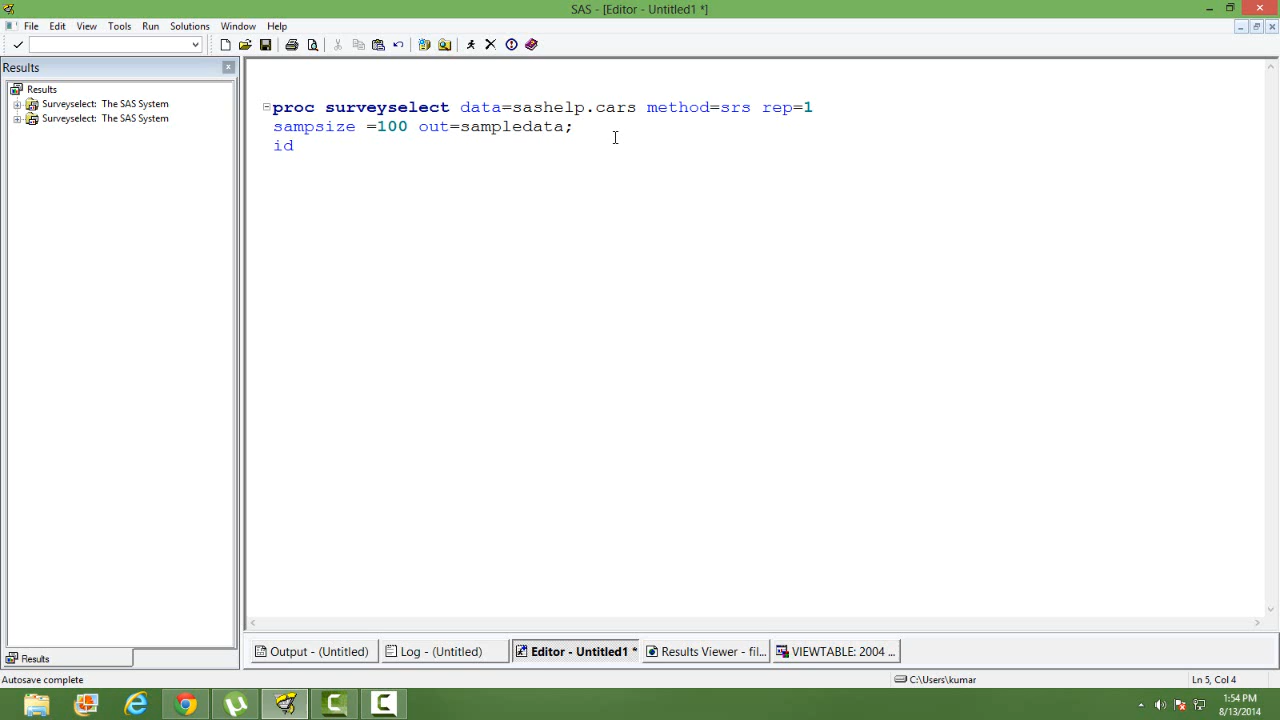 SAS - [Editor - Untitled1 *]
File Edit View Tools Run Solutions Window Help
Results
Results
Surveyselect: The SAS System
Surveyselect: The SAS System
proc surveyselect data=sashelp.cars method=srs rep=1
sampsize =100 out=sampledata;
id
Results
Output - (Untitled) Log - (Untitled) Editor - Untitled1 * Results Viewer - fil... VIEWTABLE: 2004 ...
Autosave complete C:\Users\kumar Ln 5, Col 4
1:54 PM
8/13/2014